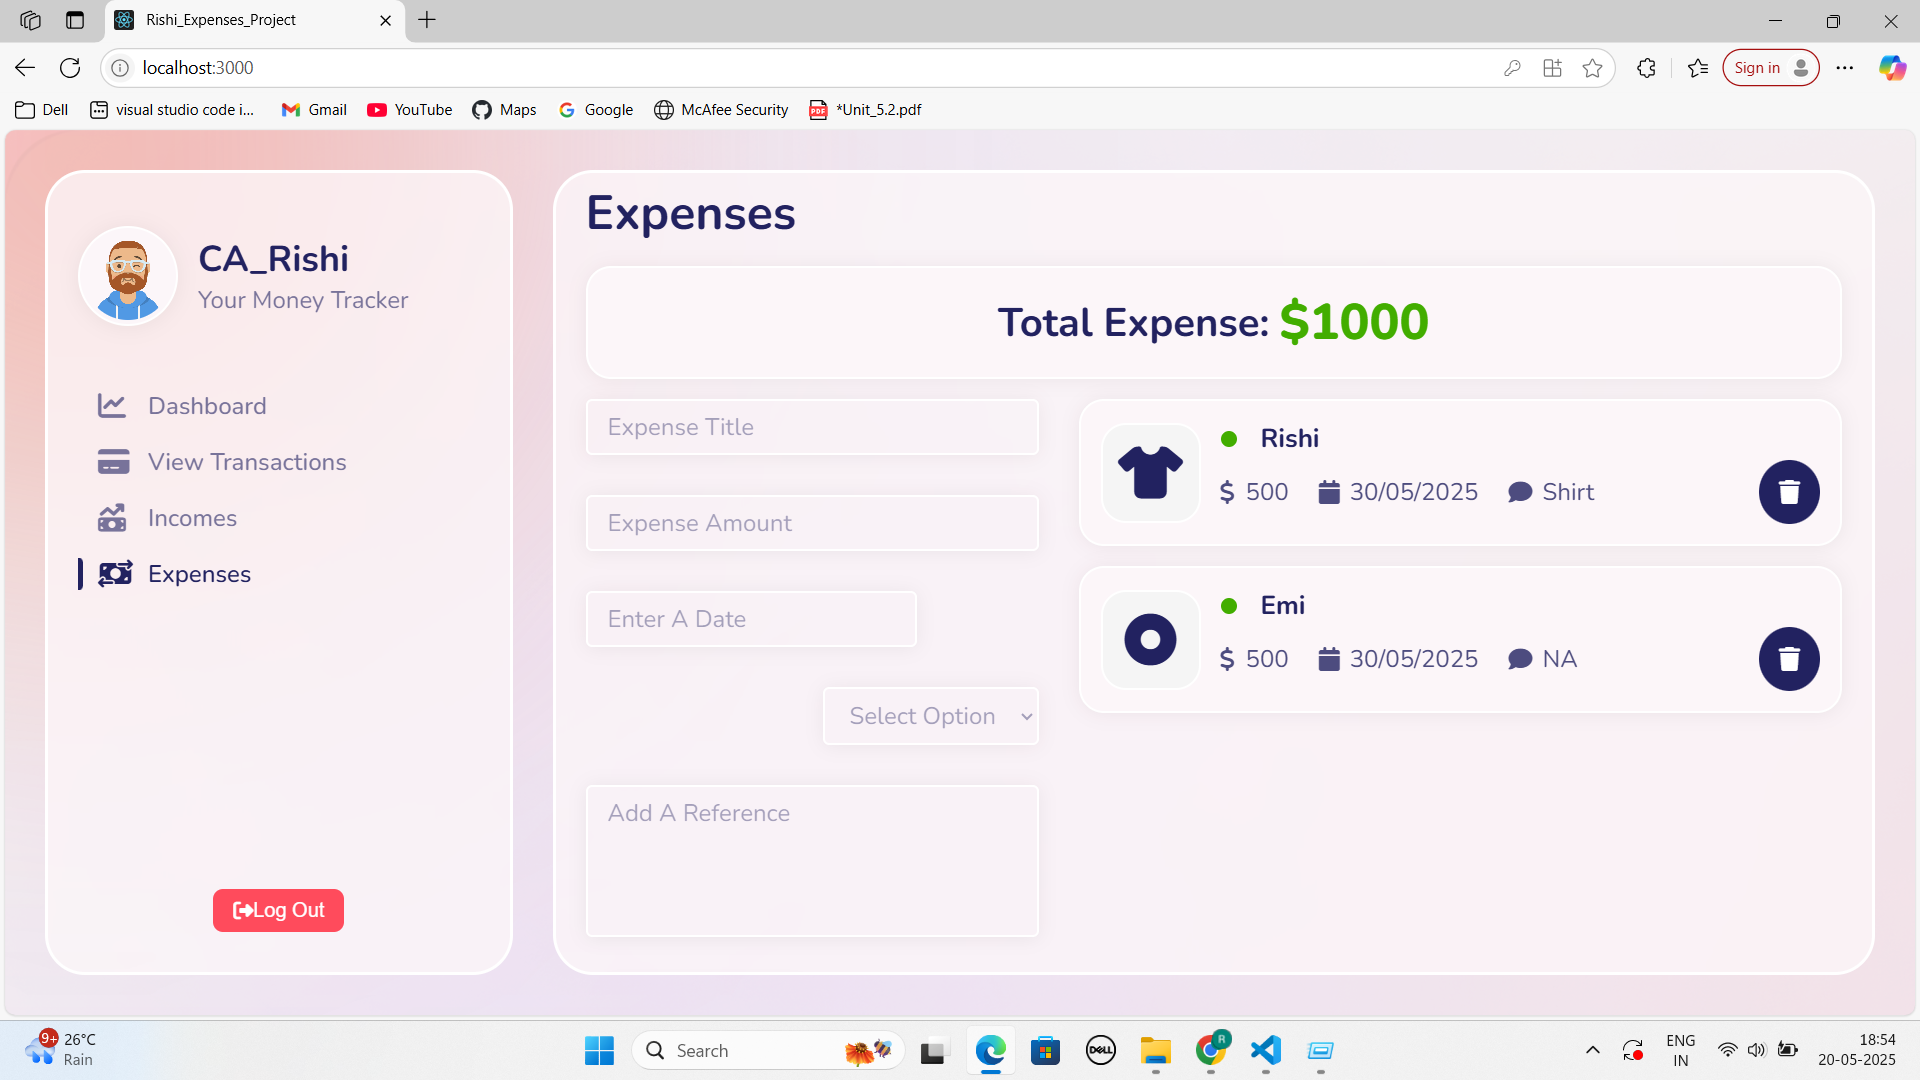 Rishi_Expenses_Project
localhost:3000
Sign in
Dell
visual studio code i...
Gmail
YouTube
Maps
Google
McAfee Security
PDF
*Unit_5.2.pdf
CA_Rishi
Your Money Tracker
Dashboard
View Transactions
Incomes
Expenses
Log Out
Expenses
Total Expense: $1000
Expense Title
Expense Amount
Enter A Date
Select Option
Add A Reference
Rishi
$ 500 30/05/2025 Shirt
Emi
$ 500 30/05/2025 NA
9+
26°C
Rain
Search
DELL
R
ENG
IN
18:54
20-05-2025